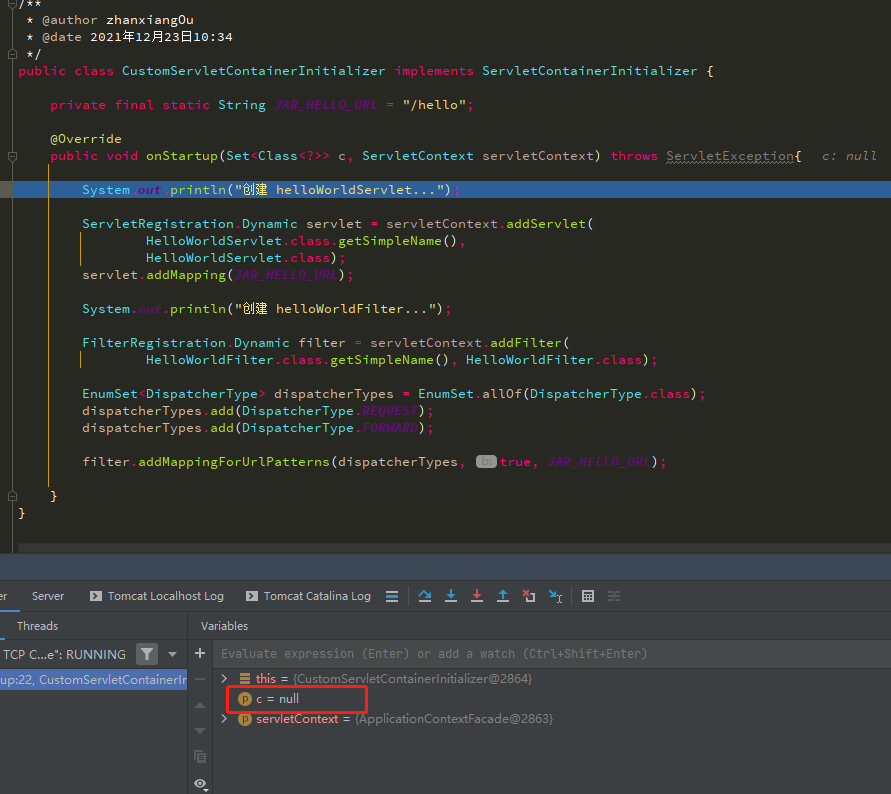 /**
* @author zhanxiangOu
* @date 2021年12月23日10:34
*/
public class CustomServletContainerInitializer implements ServletContainerInitializer {
private final static String JAR_HELLO_URL = "/hello";
@Override
public void onStartup(Set<Class<?>> c, ServletContext servletContext) throws ServletException{ c: null
System.out.println("创建 helloWorldServlet...");
ServletRegistration.Dynamic servlet = servletContext.addServlet(
HelloWorldServlet.class.getSimpleName(),
HelloWorldServlet.class);
servlet.addMapping(JAR_HELLO_URL);
System.out.println("创建 helloWorldFilter...");
FilterRegistration.Dynamic filter = servletContext.addFilter(
HelloWorldFilter.class.getSimpleName(), HelloWorldFilter.class);
EnumSet<DispatcherType> dispatcherTypes = EnumSet.allOf(DispatcherType.class);
dispatcherTypes.add(DispatcherType.REQUEST);
dispatcherTypes.add(DispatcherType.FORWARD);
filter.addMappingForUrlPatterns(dispatcherTypes, b: true, JAR_HELLO_URL);
}
}
er Server Tomcat Localhost Log Tomcat Catalina Log
Threads Variables
TCP C...e": RUNNING Evaluate expression (Enter) or add a watch (Ctrl+Shift+Enter)
up:22, CustomServletContainerIn this = {CustomServletContainerInitializer@2864}
c = null
servletContext = {ApplicationContextFacade@2863}